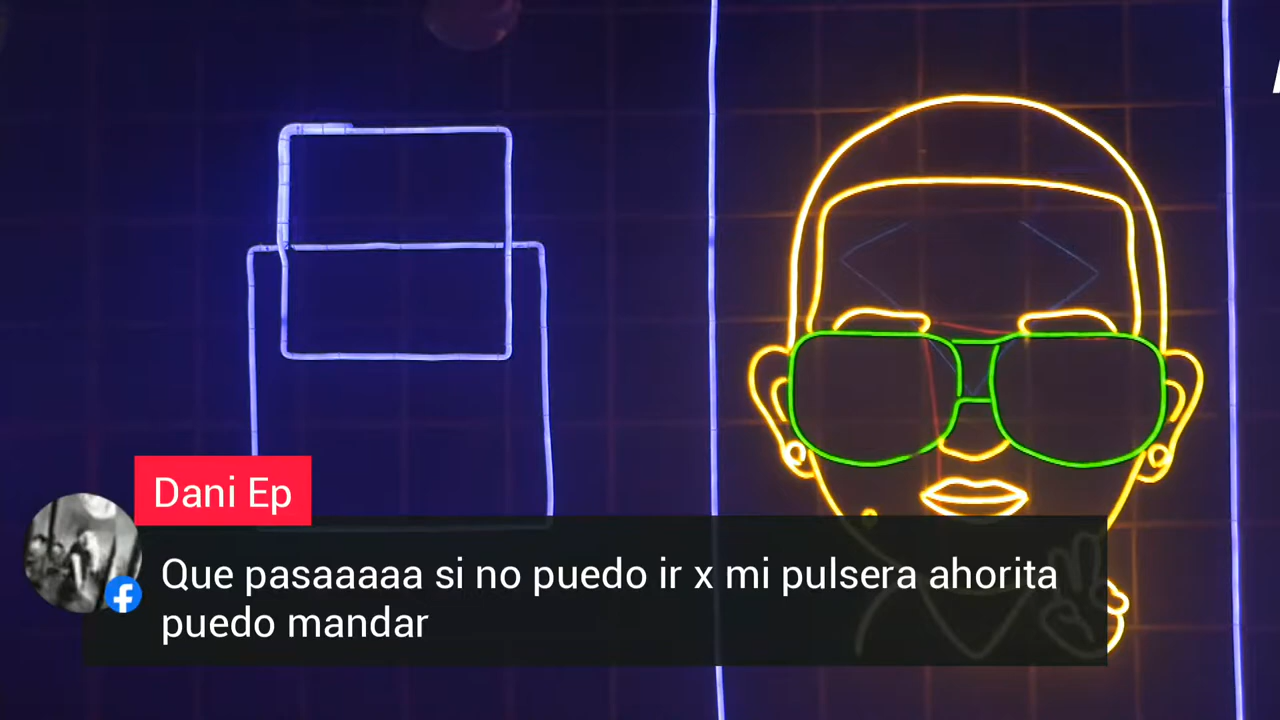 Dani Ep
Que pasaaaaa si no puedo ir x mi pulsera ahorita
puedo mandar